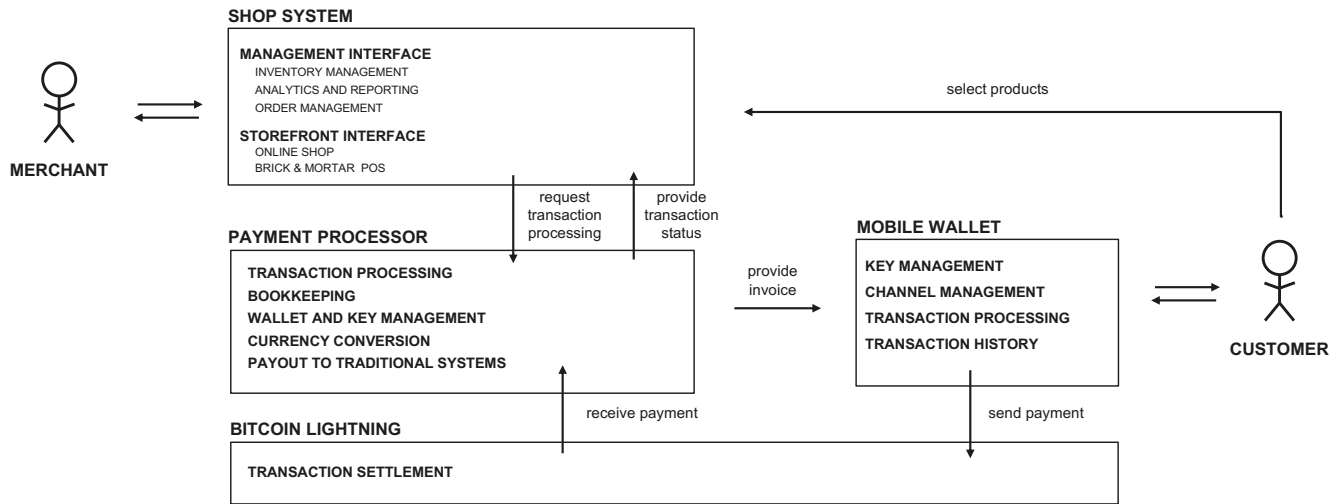 SHOP SYSTEM
MANAGEMENT INTERFACE
INVENTORY MANAGEMENT
ANALYTICS AND REPORTING
ORDER MANAGEMENT
STOREFRONT INTERFACE
ONLINE SHOP
BRICK & MORTAR POS
MERCHANT
select products
request
transaction
processing
provide
transaction
status
PAYMENT PROCESSOR
TRANSACTION PROCESSING
BOOKKEEPING
WALLET AND KEY MANAGEMENT
CURRENCY CONVERSION
PAYOUT TO TRADITIONAL SYSTEMS
provide
invoice
MOBILE WALLET
KEY MANAGEMENT
CHANNEL MANAGEMENT
TRANSACTION PROCESSING
TRANSACTION HISTORY
CUSTOMER
receive payment
send payment
BITCOIN LIGHTNING
TRANSACTION SETTLEMENT